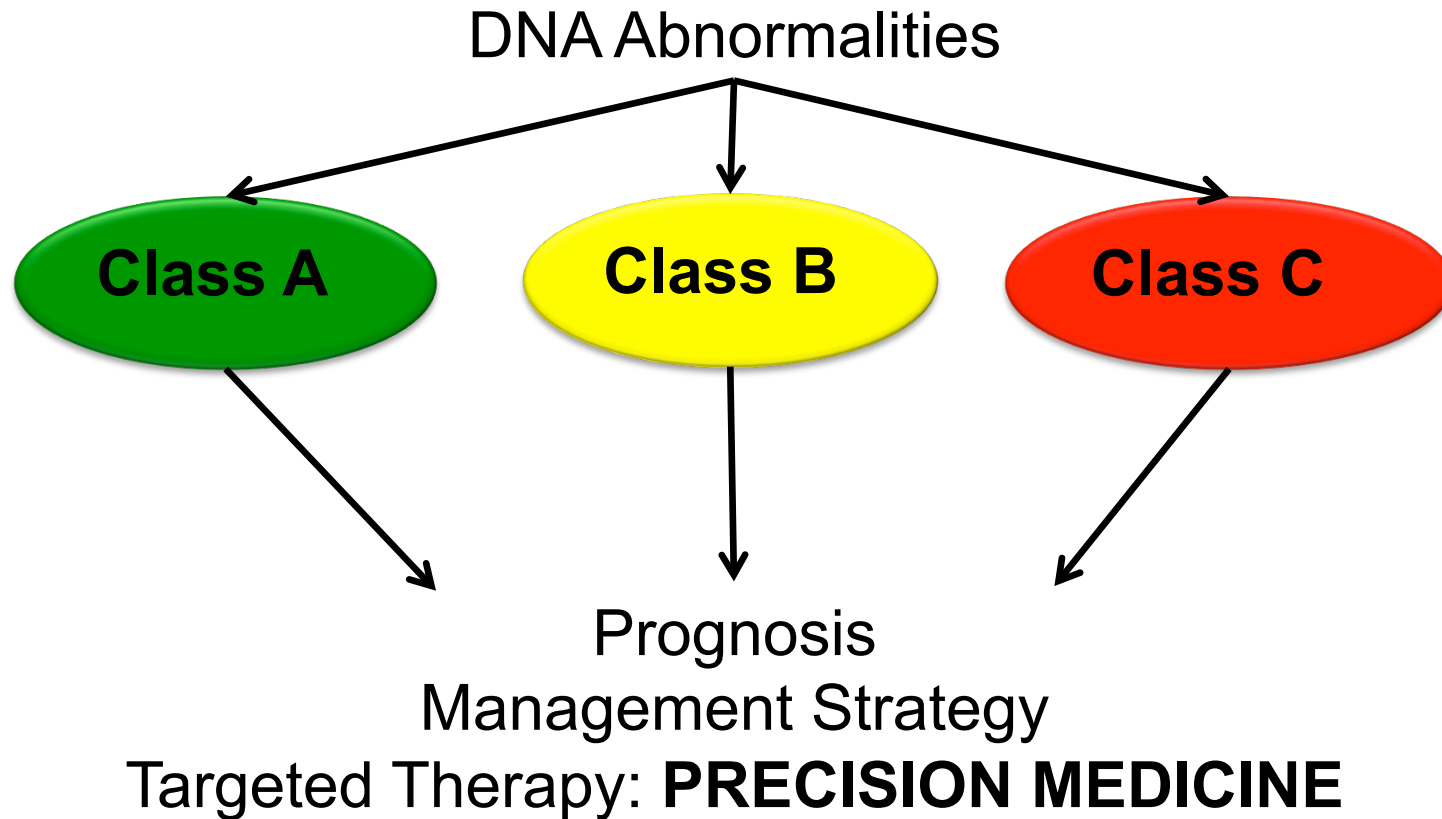 DNA Abnormalities
Class A
Class B
Class C
Prognosis
Management Strategy
Targeted Therapy: PRECISION MEDICINE